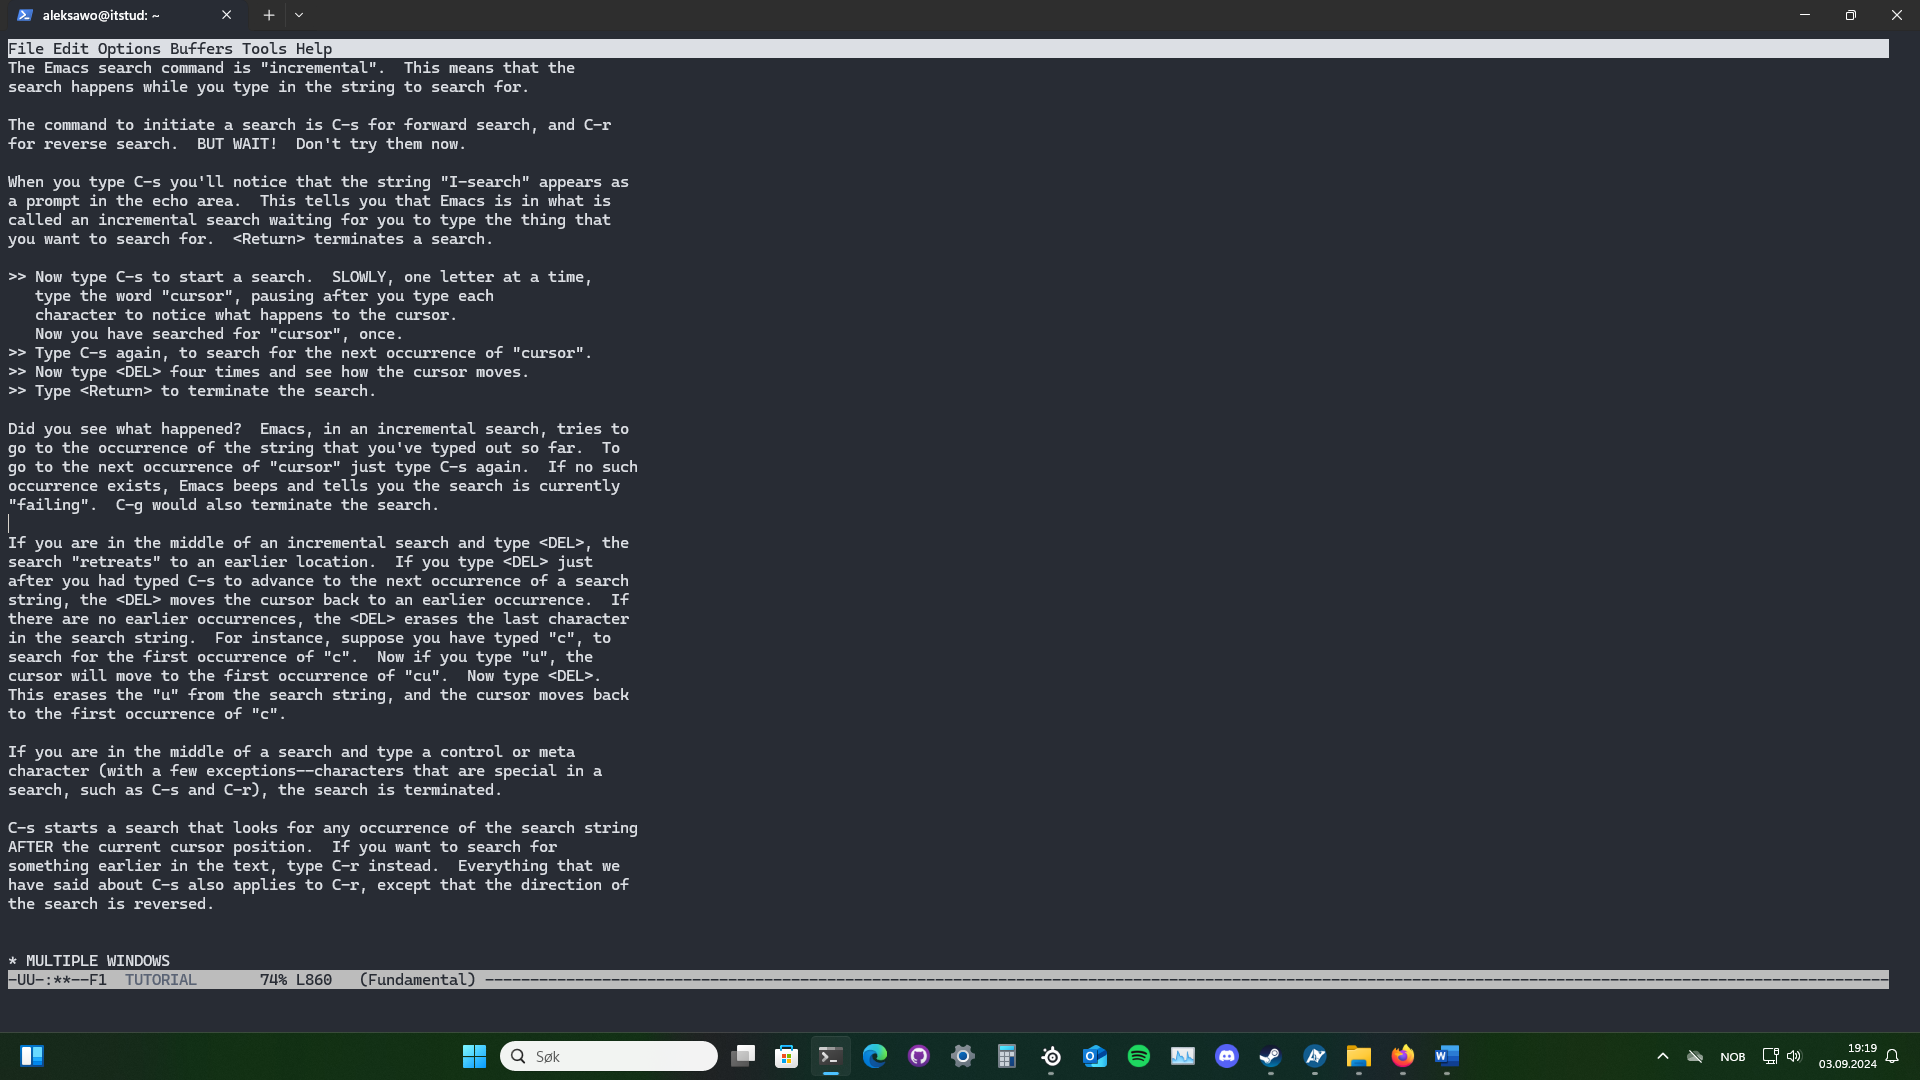 aleksawo@itstud: ~
File Edit Options Buffers Tools Help
The Emacs search command is "incremental".  This means that the
search happens while you type in the string to search for.
The command to initiate a search is C-s for forward search, and C-r
for reverse search.  BUT WAIT!  Don't try them now.
When you type C-s you'll notice that the string "I-search" appears as
a prompt in the echo area.  This tells you that Emacs is in what is
called an incremental search waiting for you to type the thing that
you want to search for.  <Return> terminates a search.
>> Now type C-s to start a search.  SLOWLY, one letter at a time,
   type the word "cursor", pausing after you type each
   character to notice what happens to the cursor.
   Now you have searched for "cursor", once.
>> Type C-s again, to search for the next occurrence of "cursor".
>> Now type <DEL> four times and see how the cursor moves.
>> Type <Return> to terminate the search.
Did you see what happened?  Emacs, in an incremental search, tries to
go to the occurrence of the string that you've typed out so far.  To
go to the next occurrence of "cursor" just type C-s again.  If no such
occurrence exists, Emacs beeps and tells you the search is currently
"failing".  C-g would also terminate the search.
If you are in the middle of an incremental search and type <DEL>, the
search "retreats" to an earlier location.  If you type <DEL> just
after you had typed C-s to advance to the next occurrence of a search
string, the <DEL> moves the cursor back to an earlier occurrence.  If
there are no earlier occurrences, the <DEL> erases the last character
in the search string.  For instance, suppose you have typed "c", to
search for the first occurrence of "c".  Now if you type "u", the
cursor will move to the first occurrence of "cu".  Now type <DEL>.
This erases the "u" from the search string, and the cursor moves back
to the first occurrence of "c".
If you are in the middle of a search and type a control or meta
character (with a few exceptions--characters that are special in a
search, such as C-s and C-r), the search is terminated.
C-s starts a search that looks for any occurrence of the search string
AFTER the current cursor position.  If you want to search for
something earlier in the text, type C-r instead.  Everything that we
have said about C-s also applies to C-r, except that the direction of
the search is reversed.
* MULTIPLE WINDOWS
-UU-:**--F1  TUTORIAL       74% L860   (Fundamental) ------------------------------------------------------------
Søk
NOB
19:19
03.09.2024